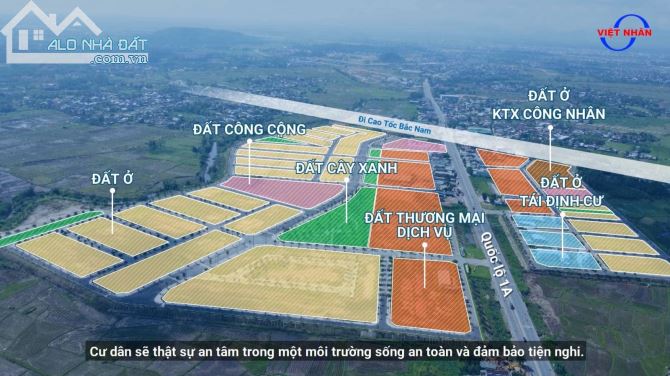 ALO NHÀ ĐẤT
.com.vn
VIỆT NHÂN
Đi Cao Tốc Bắc Nam
ĐẤT Ở
KTX CÔNG NHÂN
ĐẤT CÔNG CỘNG
ĐẤT CÂY XANH
ĐẤT Ở
ĐẤT Ở
TÁI ĐỊNH CƯ
ĐẤT THƯƠNG MẠI
DỊCH VỤ
Quốc lộ 1A
Cư dân sẽ thật sự an tâm trong một môi trường sống an toàn và đảm bảo tiện nghi.